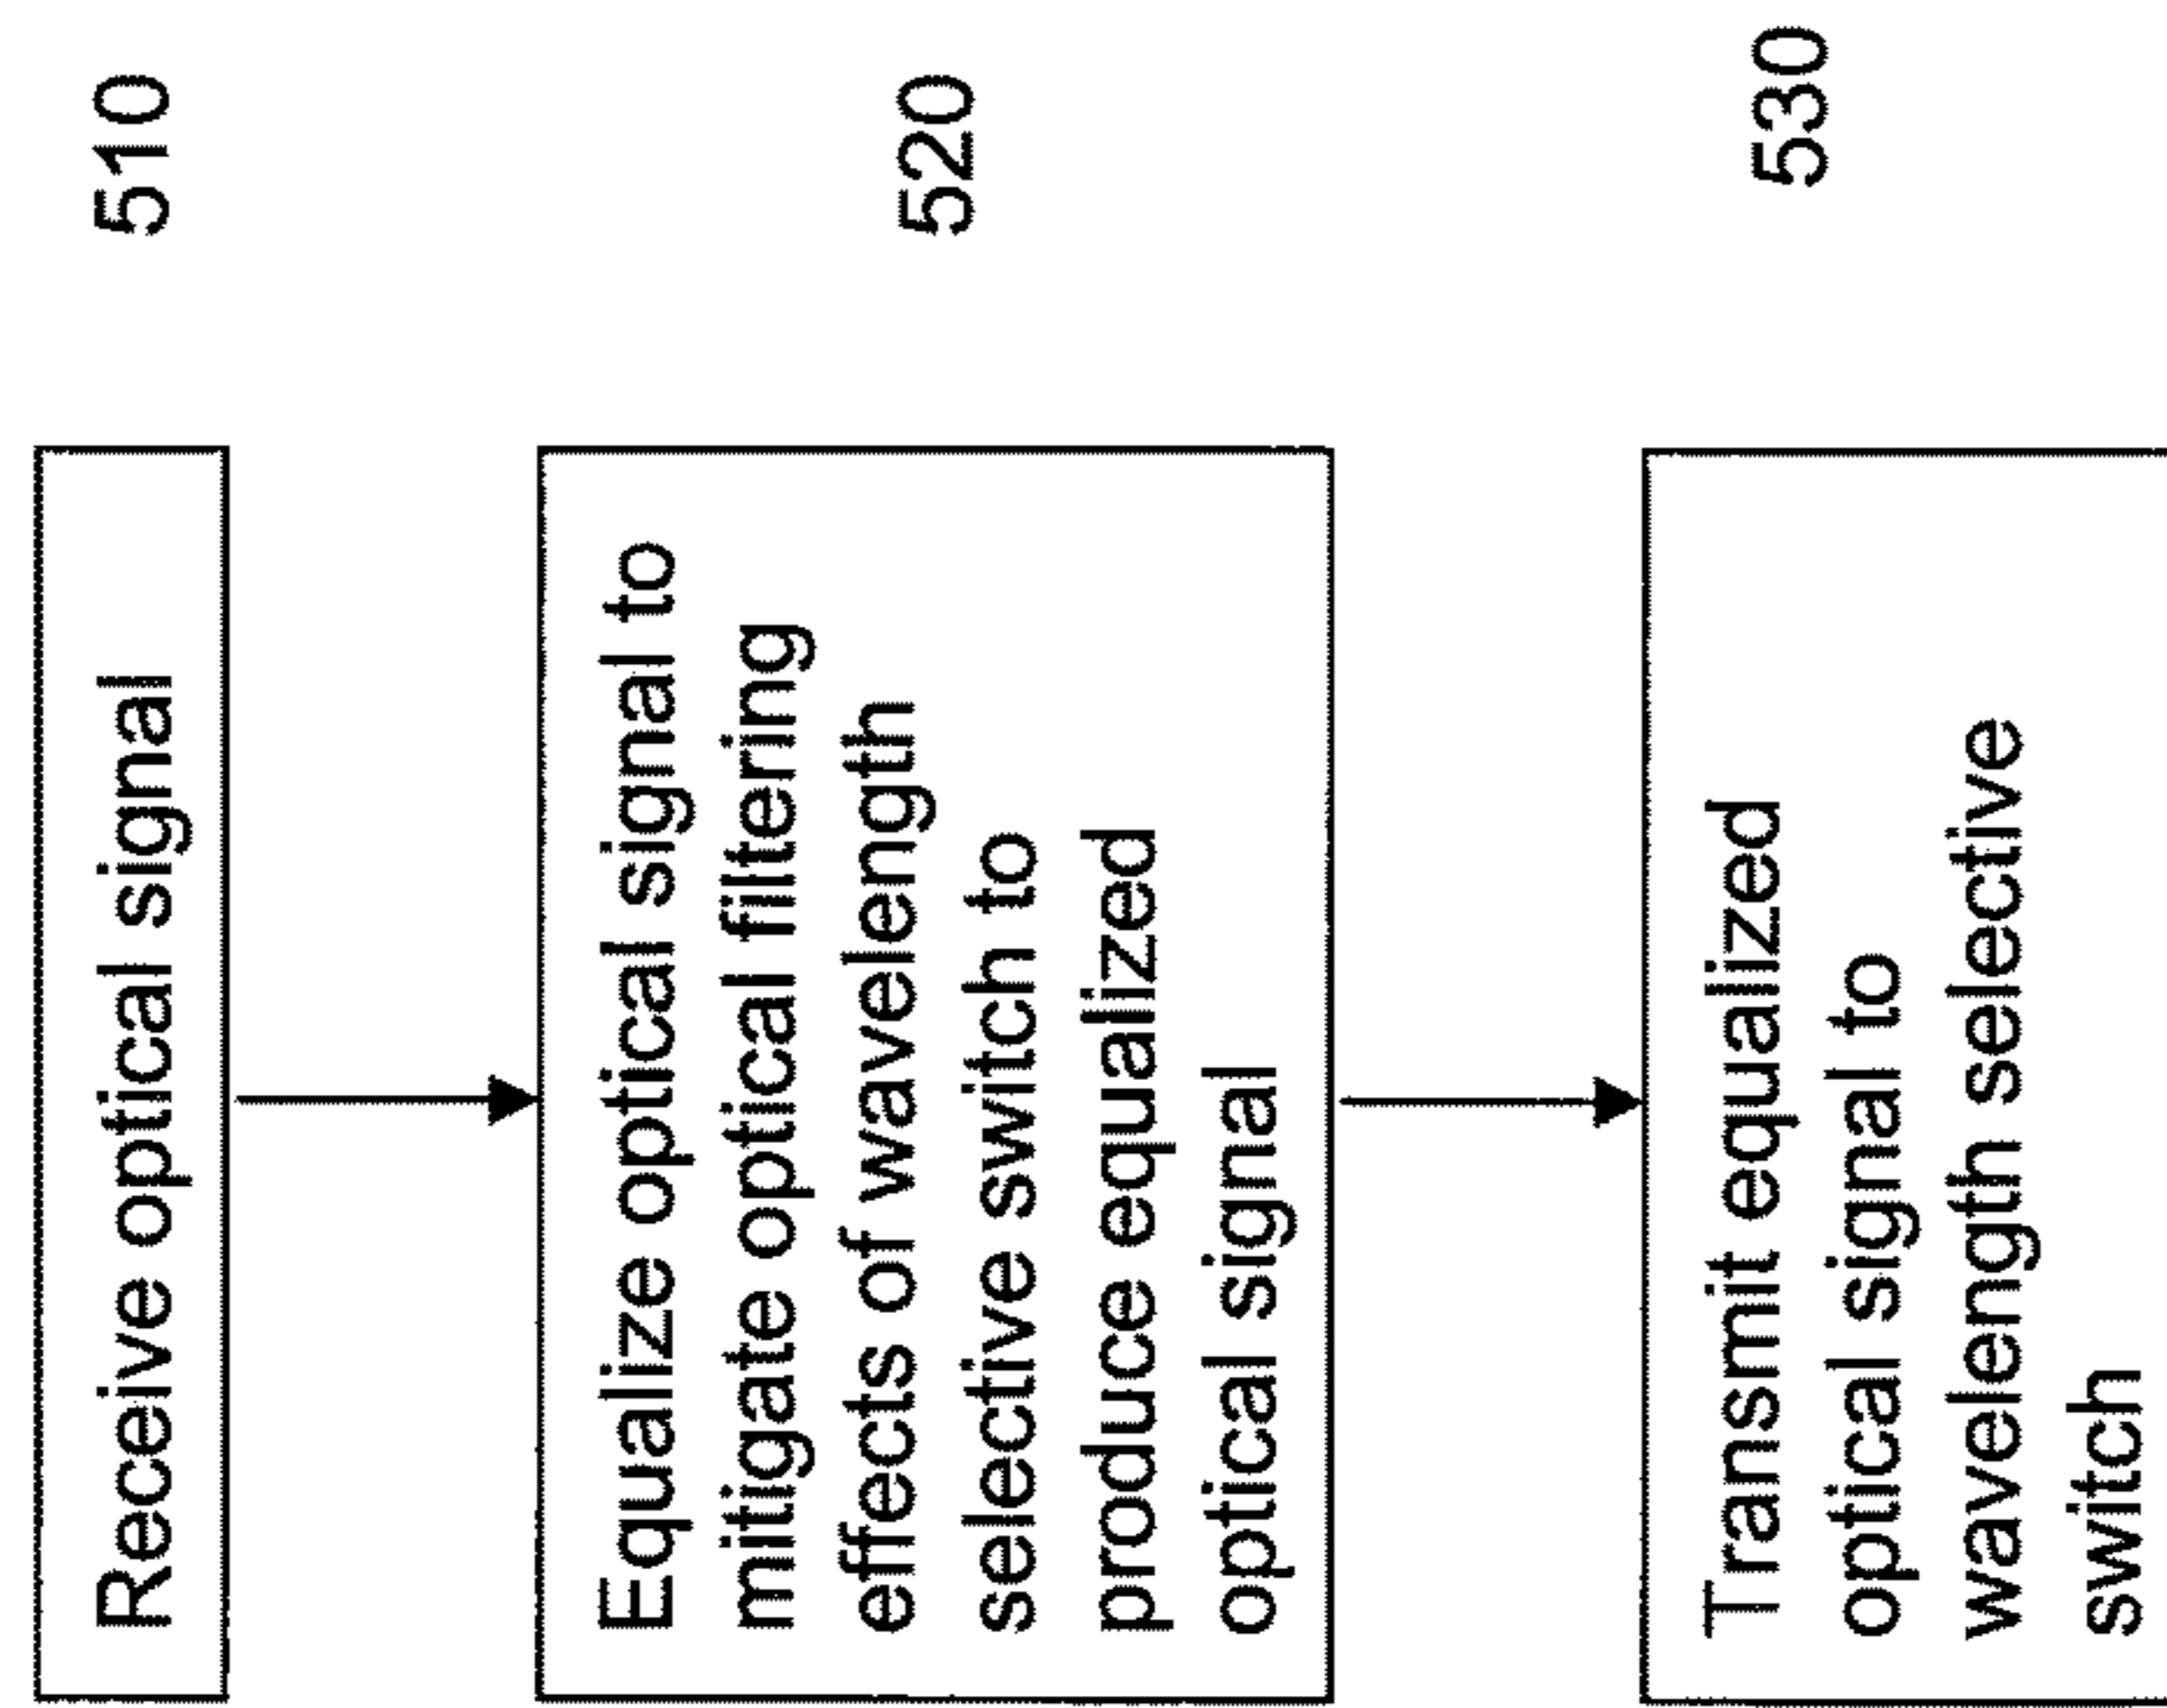 Receive optical signal
510
Equalize optical signal to
mitigate optical filtering
effects of wavelength
selective switch to
produce equalized
optical signal
520
Transmit equalized
optical signal to
wavelength selective
switch
530